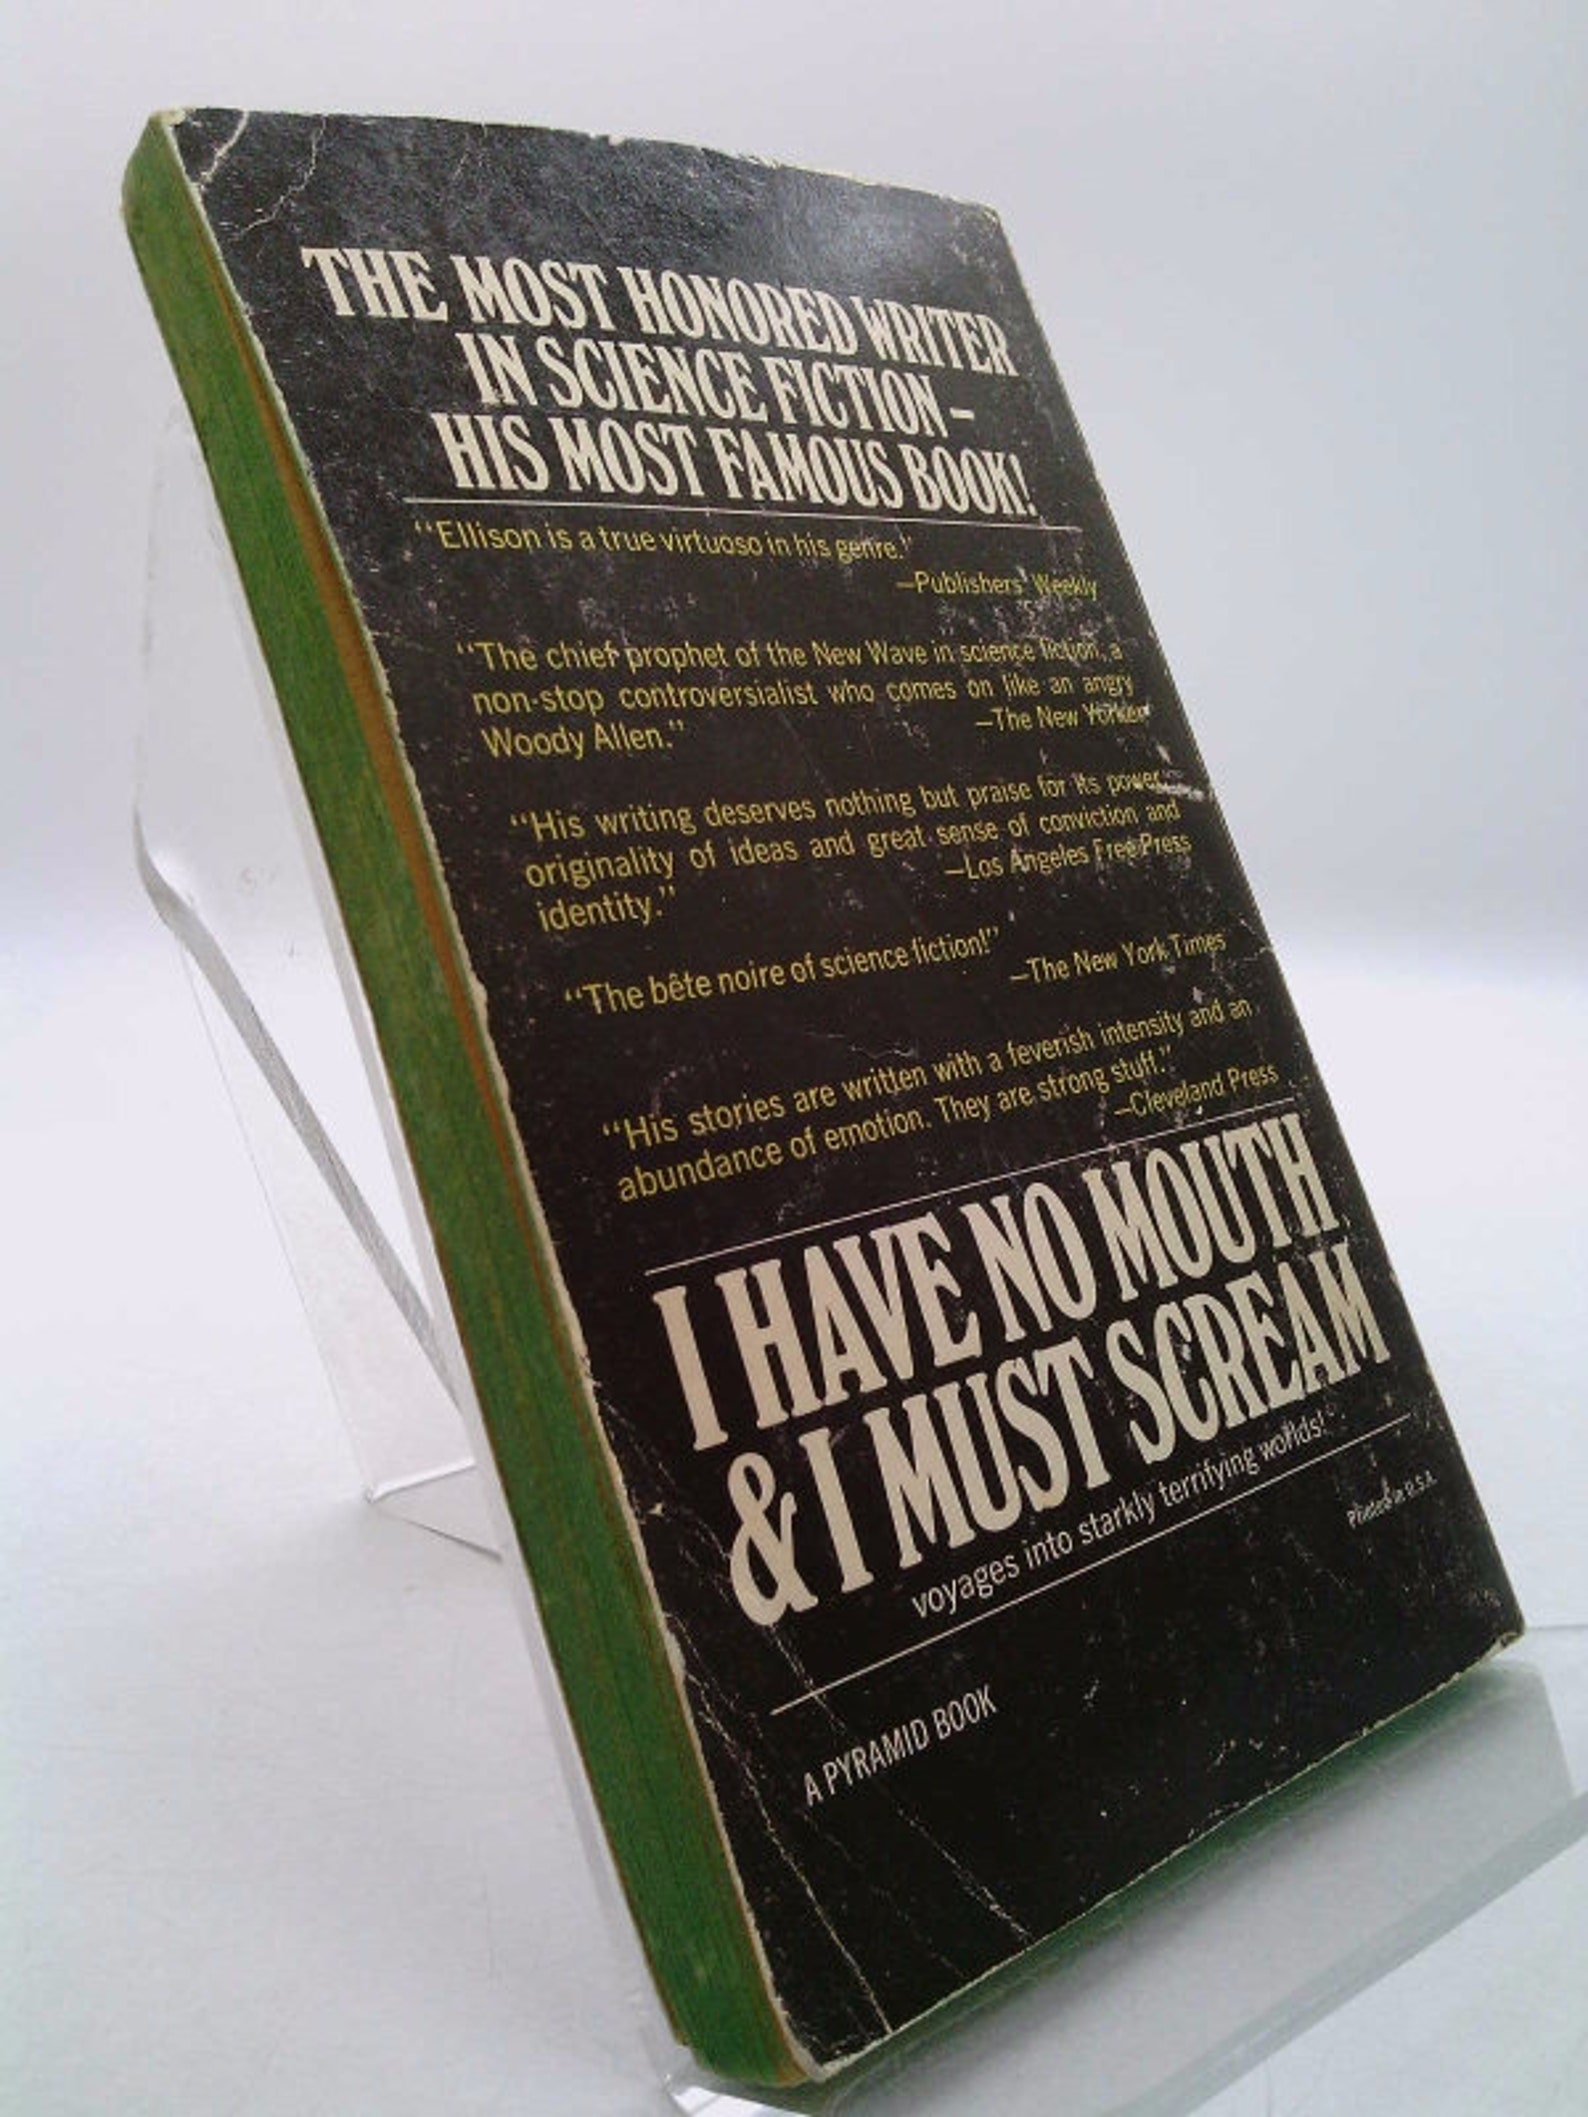 THE MOST HONORED WRITER
IN SCIENCE FICTION–
HIS MOST FAMOUS BOOK!
“Ellison is a true virtuoso in his genre.”
—Publishers' Weekly
“The chief prophet of the New Wave in science fiction, a
non-stop controversialist who comes on like an angry
Woody Allen.”
—The New Yorker
“His writing deserves nothing but praise for its power,
originality of ideas and great sense of conviction and
identity.”
—Los Angeles Free Press
“The bête noire of science fiction!”
—The New York Times
“His stories are written with a feverish intensity and an
abundance of emotion. They are strong stuff.”
—Cleveland Press
I HAVE NO MOUTH
& I MUST SCREAM
voyages into starkly terrifying worlds!
Printed in U.S.A.
A PYRAMID BOOK